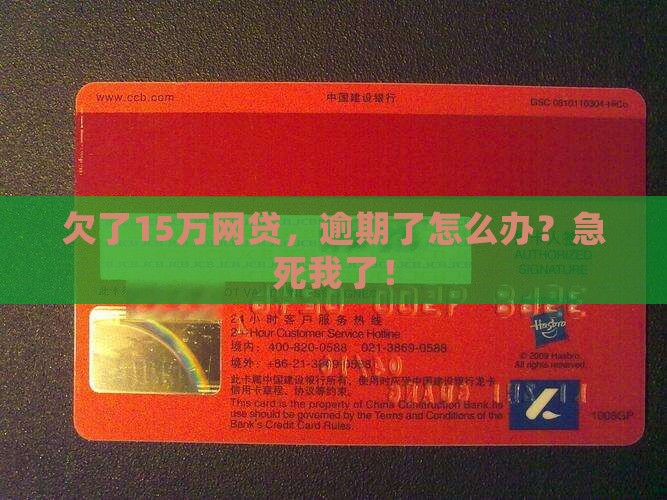 www.ccb.com
中国建设银行
GSC 08101103044#Co
欠了15万网贷，逾期了怎么办？急
死我了！
AUTHORIZED
SIGNATURE
24小时客户服务热线
24-Hour Customer Service Hotline:
境内：400-820-0588 021-3869-0588
境外：+86-21-3869-0588
此卡属中国建设银行所有，使用时应受中国建设银行龙卡
信用卡章程、协议等约束。
This card is the property of China Construction Bank,its
use should be governed by the Terms and Conditions of the
Bank's Credit Card Rules.
Hasbro
© 2009 Hasbro.
All Rights Reserved.
1008GP